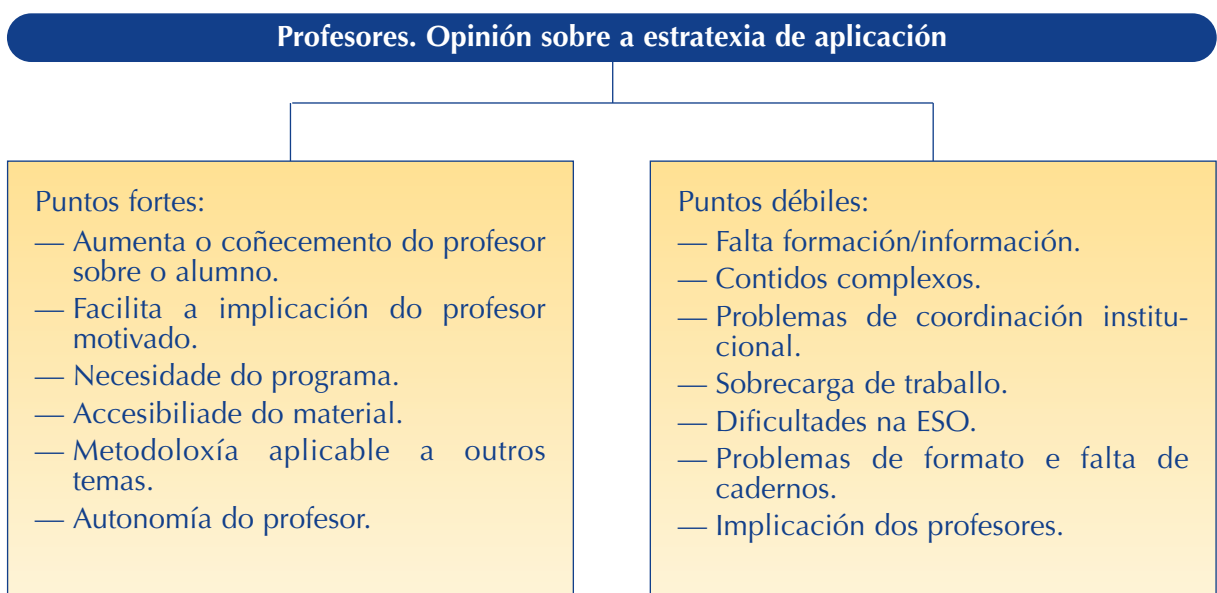 Profesores. Opinión sobre a estratexia de aplicación
Puntos fortes:
— Aumenta o coñecemento do profesor
sobre o alumno.
— Facilita a implicación do profesor
motivado.
— Necesidade do programa.
— Accesibiliade do material.
— Metodoloxía aplicable a outros
temas.
— Autonomía do profesor.
Puntos débiles:
— Falta formación/información.
— Contidos complexos.
— Problemas de coordinación institu-
cional.
— Sobrecarga de traballo.
— Dificultades na ESO.
— Problemas de formato e falta de
cadernos.
— Implicación dos profesores.